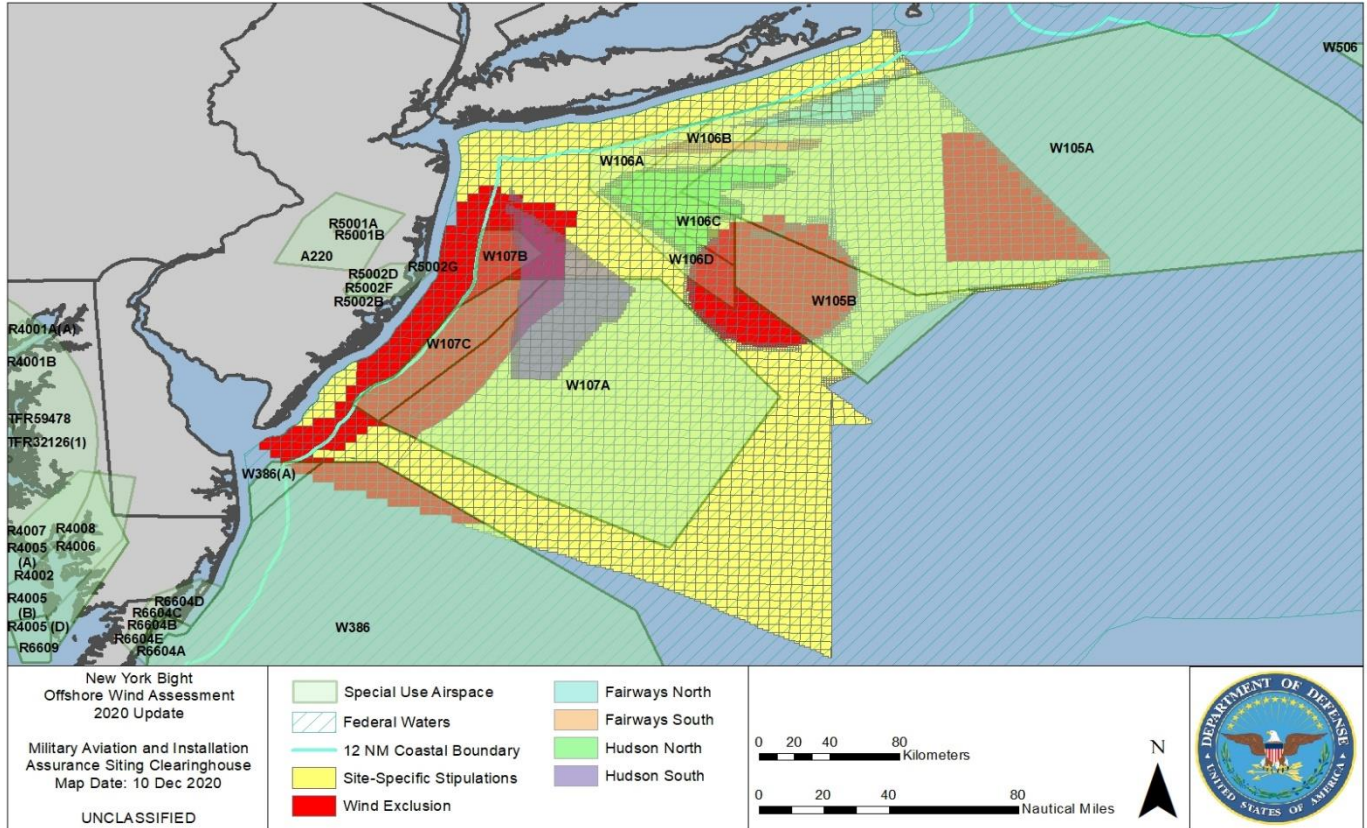 W506
W105A
W106B
W106A
W106C
W106D
W105B
W107B
W107C
W107A
R5001A
R5001B
A220
R5002G
R5002D
R5002F
R5002B
R4001A(A)
R4001B
TFR59478
TFR32126(1)
W386(A)
R4007
R4008
R4005
(A)
R4006
R4002
R4005
(B)
R4005 (D)
R6609
R6604D
R6604C
R6604B
R6604E
R6604A
W386
New York Bight
Offshore Wind Assessment
2020 Update
Military Aviation and Installation
Assurance Siting Clearinghouse
Map Date: 10 Dec 2020
UNCLASSIFIED
Special Use Airspace
Federal Waters
12 NM Coastal Boundary
Site-Specific Stipulations
Wind Exclusion
Fairways North
Fairways South
Hudson North
Hudson South
0 20 40 80
Kilometers
0 20 40 80
Nautical Miles
N
DEPARTMENT OF DEFENSE
UNITED STATES OF AMERICA